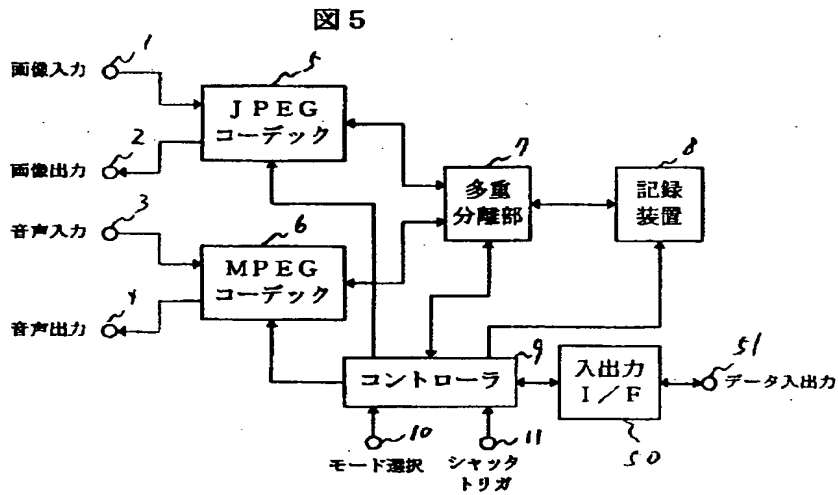 図5
画像入力
1
5
JPEG
コーデック
2
画像出力
7
多重
分離部
8
記録
装置
3
音声入力
6
MPEG
コーデック
4
音声出力
9
コントローラ
入出力
I/F
51
データ入出力
10
モード選択
11
シャッタ
トリガ
50